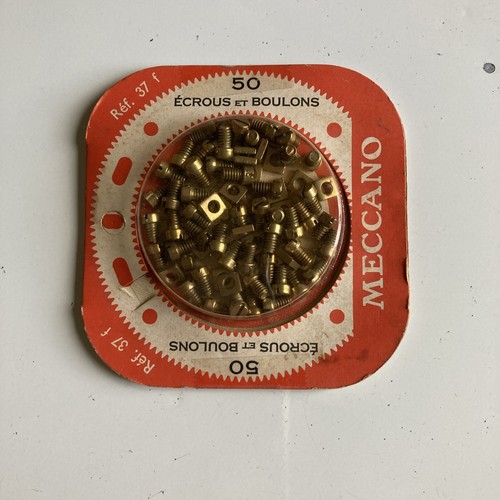 50
ÉCROUS ET BOULONS
Réf. 37 f
MECCANO
Réf. 37 f
ÉCROUS ET BOULONS
50